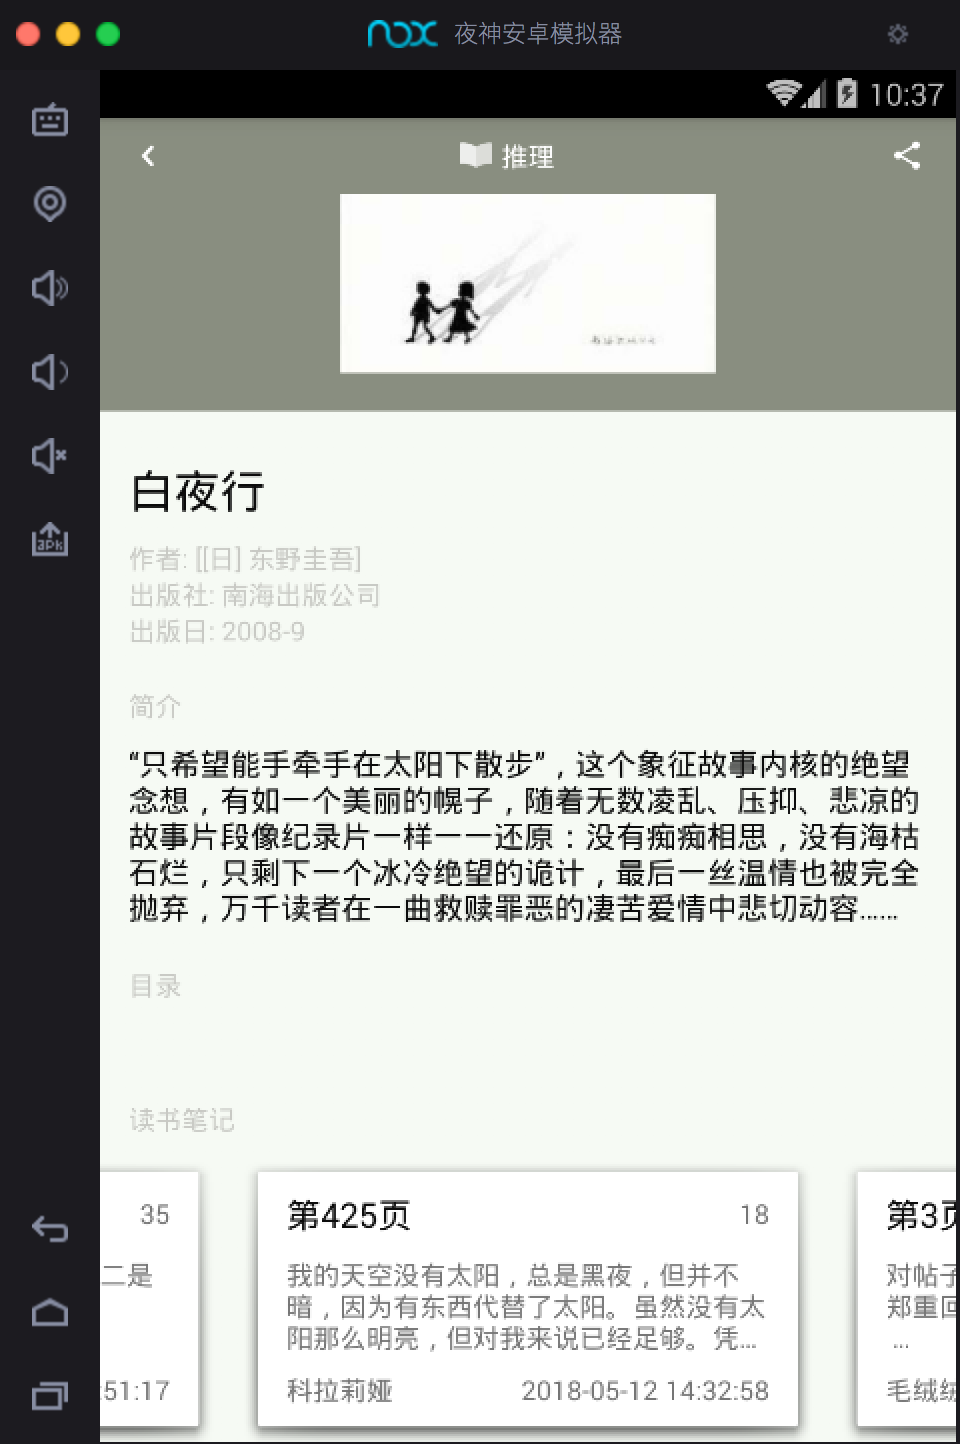 nox 夜神安卓模拟器
10:37
推理
apk
白夜行
作者: [[日] 东野圭吾]
出版社: 南海出版公司
出版日: 2008-9
简介
“只希望能手牵手在太阳下散步”，这个象征故事内核的绝望
念想，有如一个美丽的幌子，随着无数凌乱、压抑、悲凉的
故事片段像纪录片一样一一还原：没有痴痴相思，没有海枯
石烂，只剩下一个冰冷绝望的诡计，最后一丝温情也被完全
抛弃，万千读者在一曲救赎罪恶的凄苦爱情中悲切动容……
目录
读书笔记
35
二是
:51:17
第425页
18
我的天空没有太阳，总是黑夜，但并不
暗，因为有东西代替了太阳。虽然没有太
阳那么明亮，但对我来说已经足够。凭...
科拉莉娅
2018-05-12 14:32:58
第3页
对帖子
郑重回
...
毛绒绒